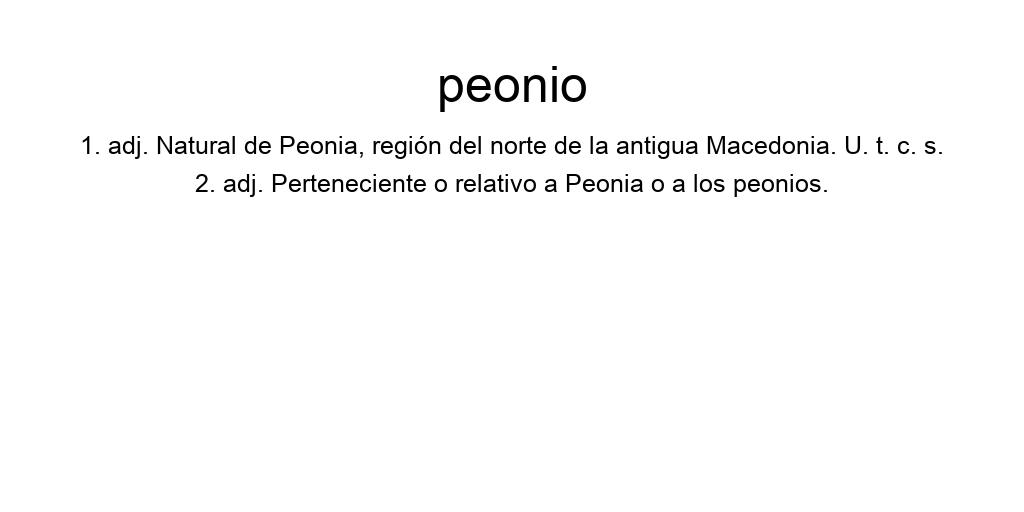 peonio
1. adj. Natural de Peonia, región del norte de la antigua Macedonia. U. t. c. s.
2. adj. Perteneciente o relativo a Peonia o a los peonios.